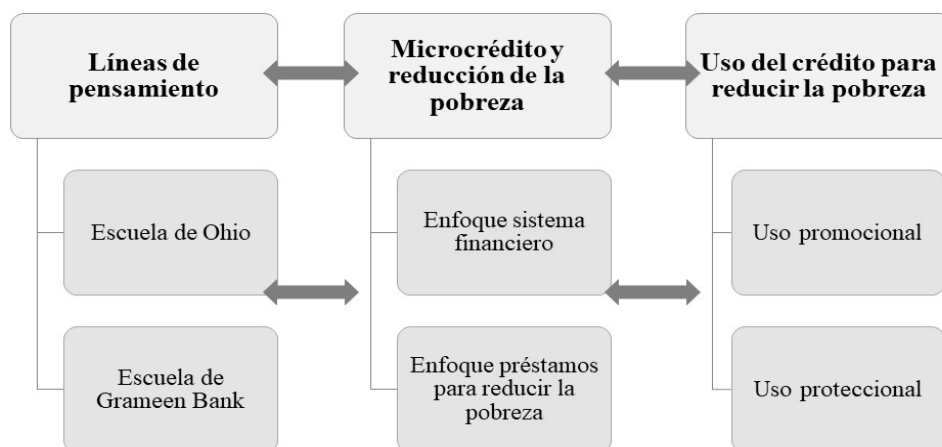 Líneas de
pensamiento
Microcrédito y
reducción de la
pobreza
Uso del crédito para
reducir la pobreza
Escuela de Ohio
Enfoque sistema
financiero
Uso promocional
Escuela de
Grameen Bank
Enfoque préstamos
para reducir la
pobreza
Uso proteccional